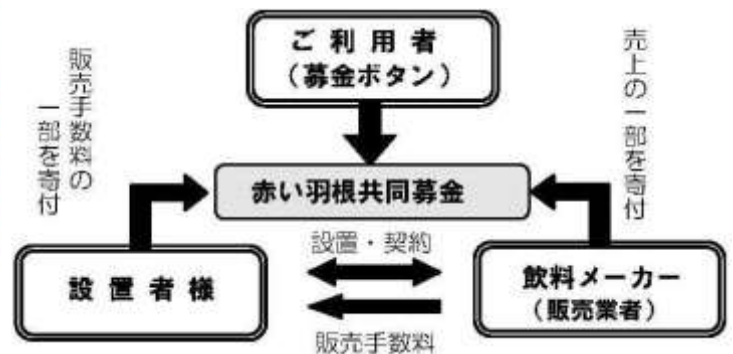 ご利用者
（募金ボタン）
販売手数料の
一部を寄付
売上の一部を寄付
赤い羽根共同募金
設置・契約
設置者様
飲料メーカー
（販売業者）
販売手数料